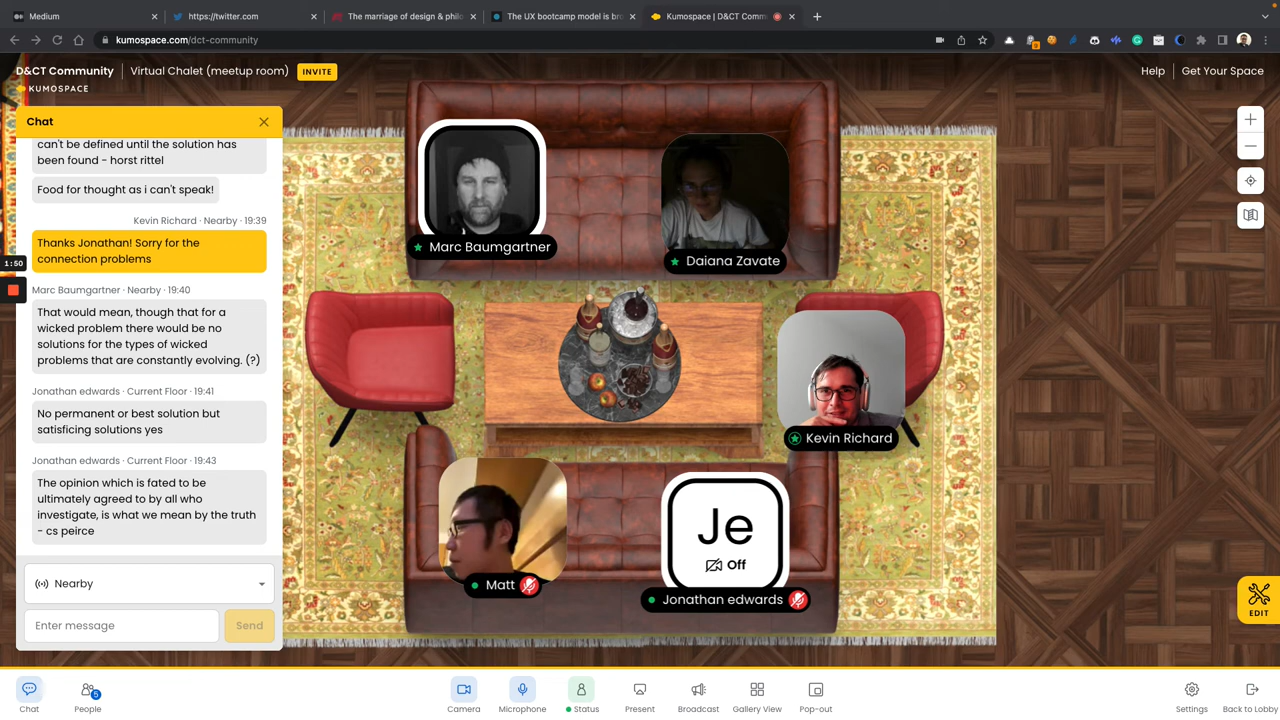 Medium
https://twitter.com
The marriage of design & phil
The UX bootcamp model is bro
Kumospace | D&CT Comm
kumospace.com/dct-community
D&CT Community
Virtual Chalet (meetup room)
INVITE
KUMOSPACE
Help
Get Your Space
Chat
can't be defined until the solution has
been found - horst rittel
Food for thought as i can't speak!
Kevin Richard · Nearby · 19:39
Thanks Jonathan! Sorry for the
connection problems
1:50
Marc Baumgartner · Nearby · 19:40
That would mean, though that for a
wicked problem there would be no
solutions for the types of wicked
problems that are constantly evolving. (?)
Jonathan edwards · Current Floor · 19:41
No permanent or best solution but
satisficing solutions yes
Jonathan edwards · Current Floor · 19:43
The opinion which is fated to be
ultimately agreed to by all who
investigate, is what we mean by the truth
- cs peirce
Nearby
Enter message
Send
Marc Baumgartner
Daiana Zavate
Kevin Richard
Matt
Je
Off
Jonathan edwards
EDIT
Chat
5
People
Camera
Microphone
Status
Present
Broadcast
Gallery View
Pop-out
Settings
Back to Lobby